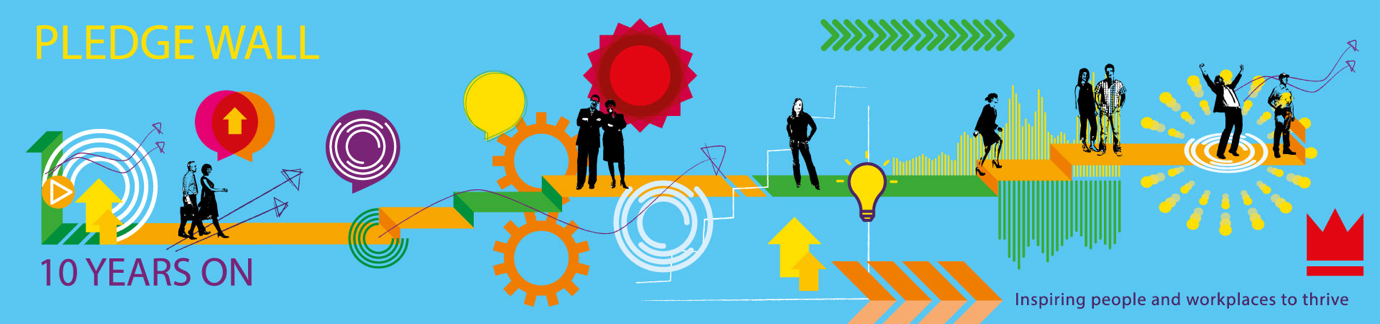 PLEDGE WALL
10 YEARS ON
Inspiring people and workplaces to thrive